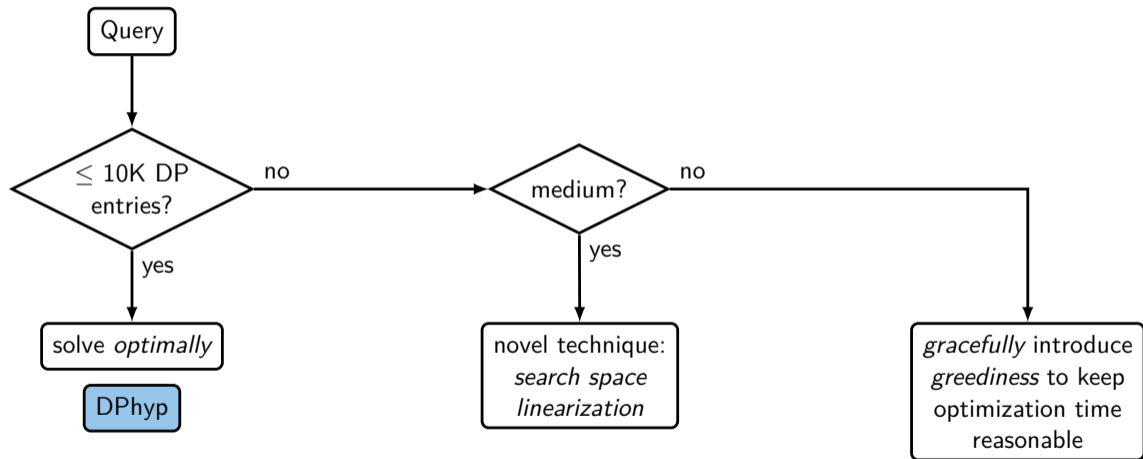 Query
≤ 10K DP
entries?
no
medium?
no
yes
yes
solve optimally
DPhyp
novel technique:
search space
linearization
gracefully introduce
greediness to keep
optimization time
reasonable